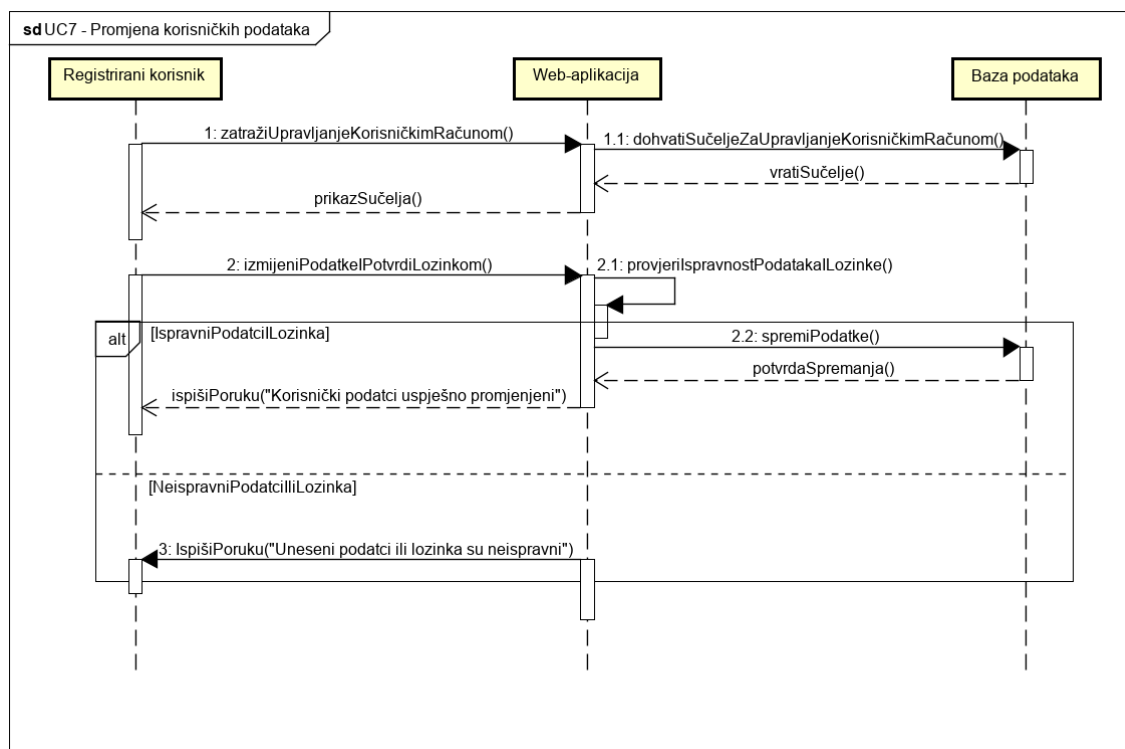 sd UC7 - Promjena korisničkih podataka
Registrirani korisnik
Web-aplikacija
Baza podataka
1: zatražiUpravljanjeKorisničkimRačunom()
1.1: dohvatiSučeljeZaUpravljanjeKorisničkimRačunom()
vratiSučelje()
prikazSučelja()
2: izmijeniPodatkeIPotvrdiLozinkom()
2.1: provjeriIspravnostPodatakaILozinke()
alt
[IspravniPodatciILozinka]
2.2: spremiPodatke()
potvrdaSpremanja()
ispišiPoruku("Korisnički podatci uspješno promjenjeni")
[NeispravniPodatciIliLozinka]
3: IspišiPoruku("Uneseni podatci ili lozinka su neispravni")